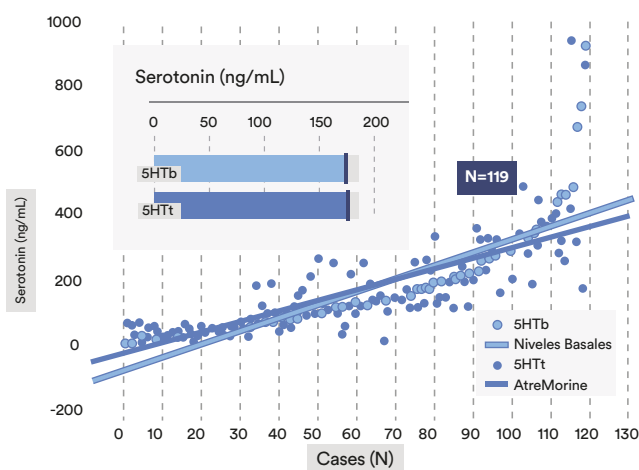 1000
800
600
400
200
0
-200
Serotonin (ng/mL)
Serotonin (ng/mL)
0 50 100 150 200
5HTb
5HTt
N=119
5HTb
Niveles Basales
5HTt
AtreMorine
0 10 20 30 40 50 60 70 80 90 100 110 120 130
Cases (N)